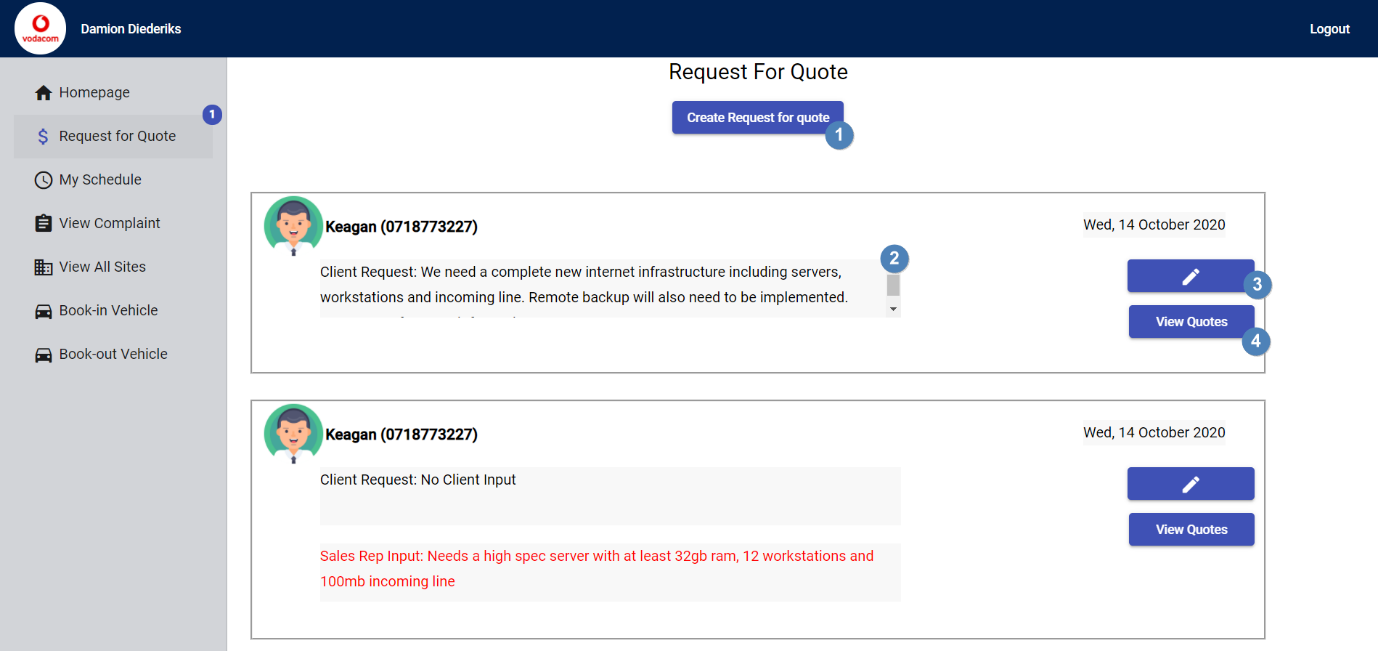 vodacom
Damion Diederiks
Logout
Homepage
1
Request for Quote
My Schedule
View Complaint
View All Sites
Book-in Vehicle
Book-out Vehicle
Request For Quote
Create Request for quote
1
Keagan (0718773227)
Wed, 14 October 2020
2
Client Request: We need a complete new internet infrastructure including servers,
workstations and incoming line. Remote backup will also need to be implemented.
3
View Quotes
4
Keagan (0718773227)
Wed, 14 October 2020
Client Request: No Client Input
View Quotes
Sales Rep Input: Needs a high spec server with at least 32gb ram, 12 workstations and
100mb incoming line